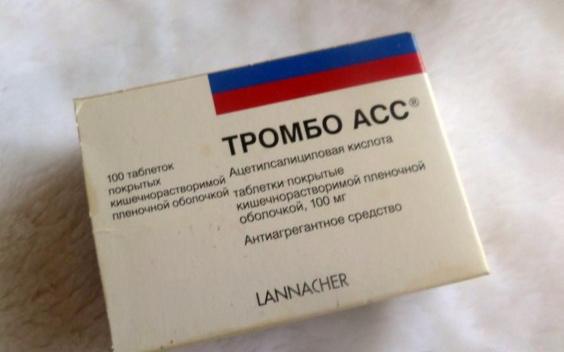 ТРОМБО АСС®
Ацетилсалициловая кислота
таблетки покрытые
кишечнорастворимой пленочной
оболочкой, 100 мг
Антиагрегантное средство
100 таблеток
покрытых
кишечнорастворимой
пленочной оболочкой
LANNACHER